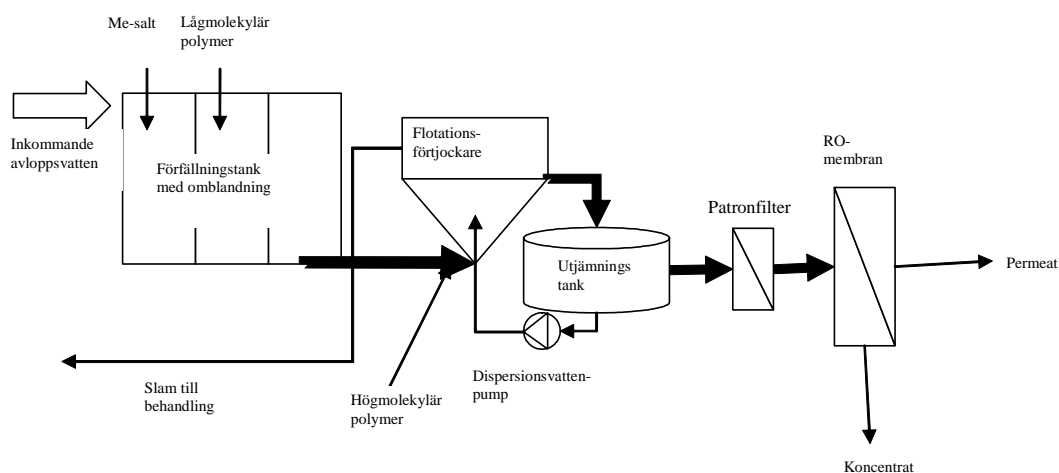 Me-salt
Lågmolekylär
polymer
Inkommande
avloppsvatten
Förfällningstank
med omblandning
Flotations-
förtjockare
RO-
membran
Patronfilter
Utjämnings
tank
Permeat
Dispersionsvatten-
pump
Slam till
behandling
Högmolekylär
polymer
Koncentrat